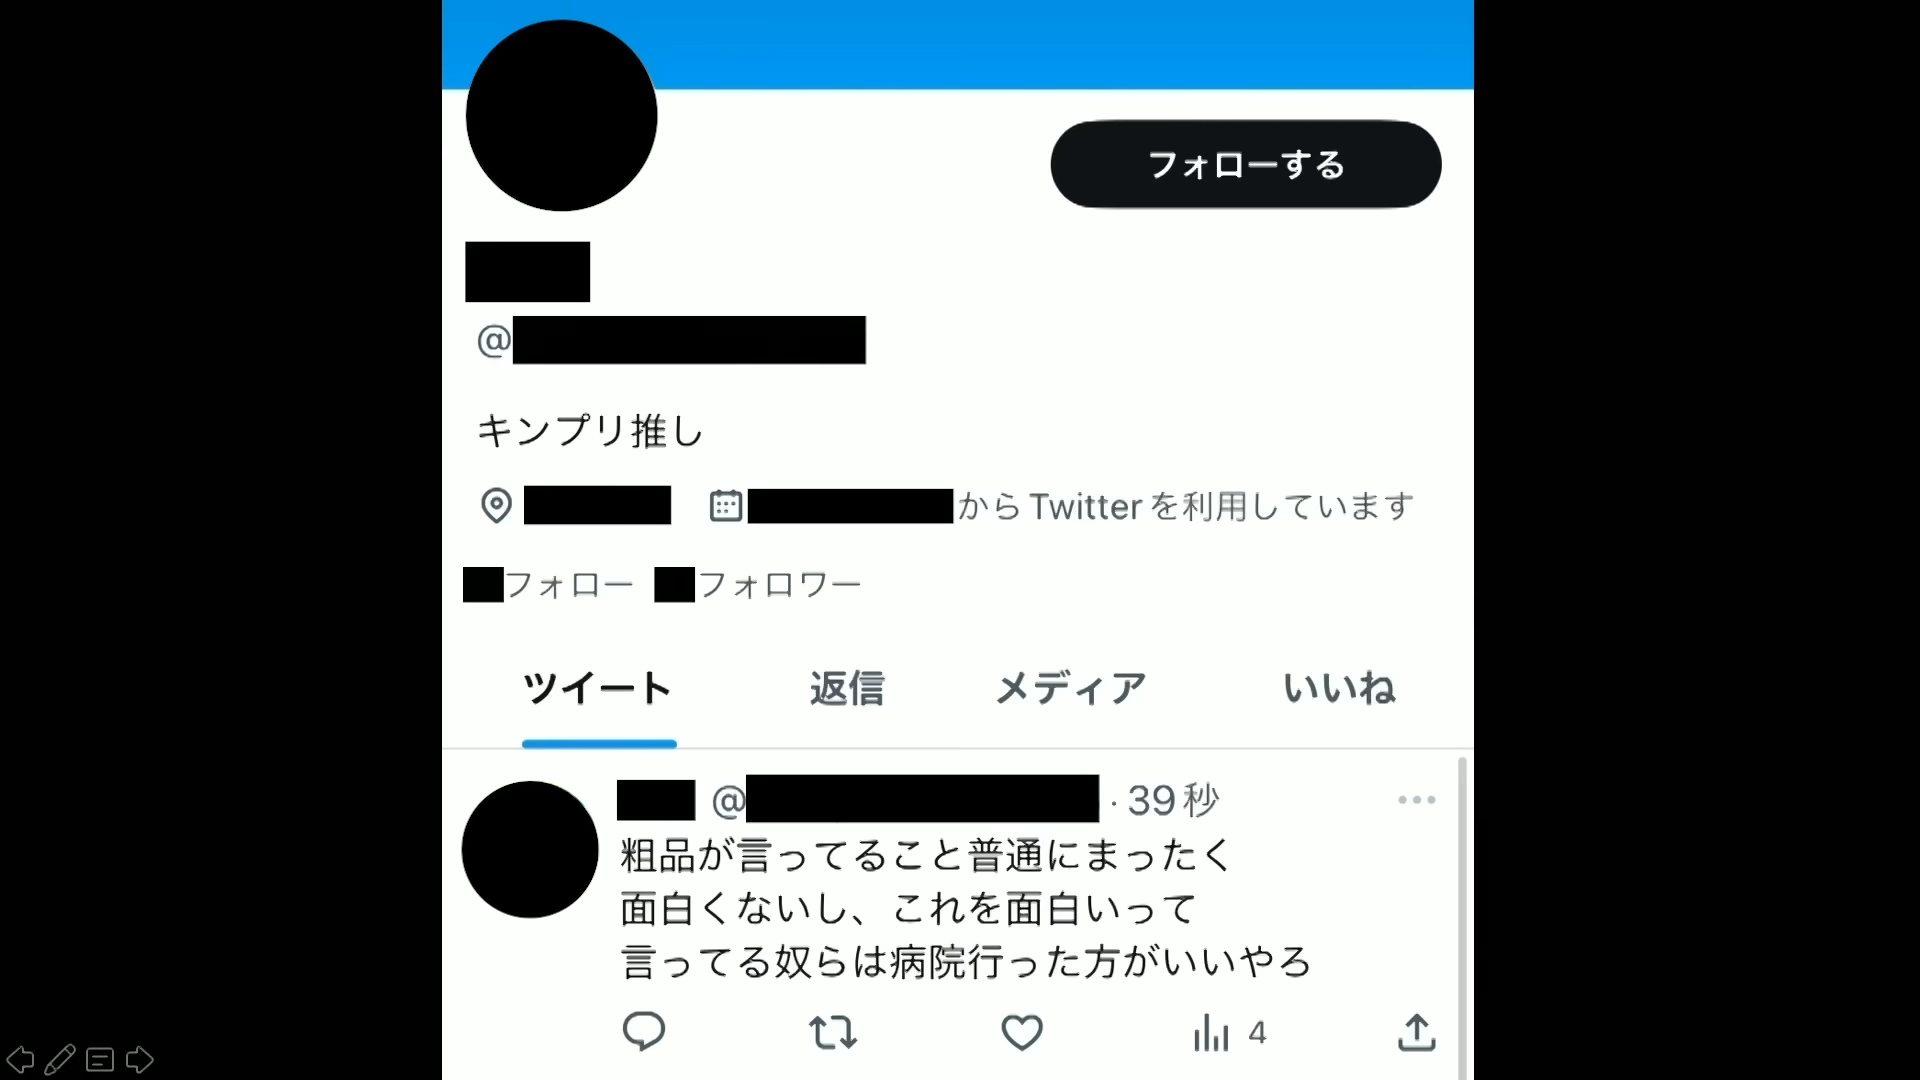 フォローする
@
キンプリ推し
からTwitterを利用しています
フォロー フォロワー
ツイート 返信 メディア いいね
@ · 39秒
粗品が言ってること普通にまったく
面白くないし、これを面白いって
言ってる奴らは病院行った方がいいやろ
4